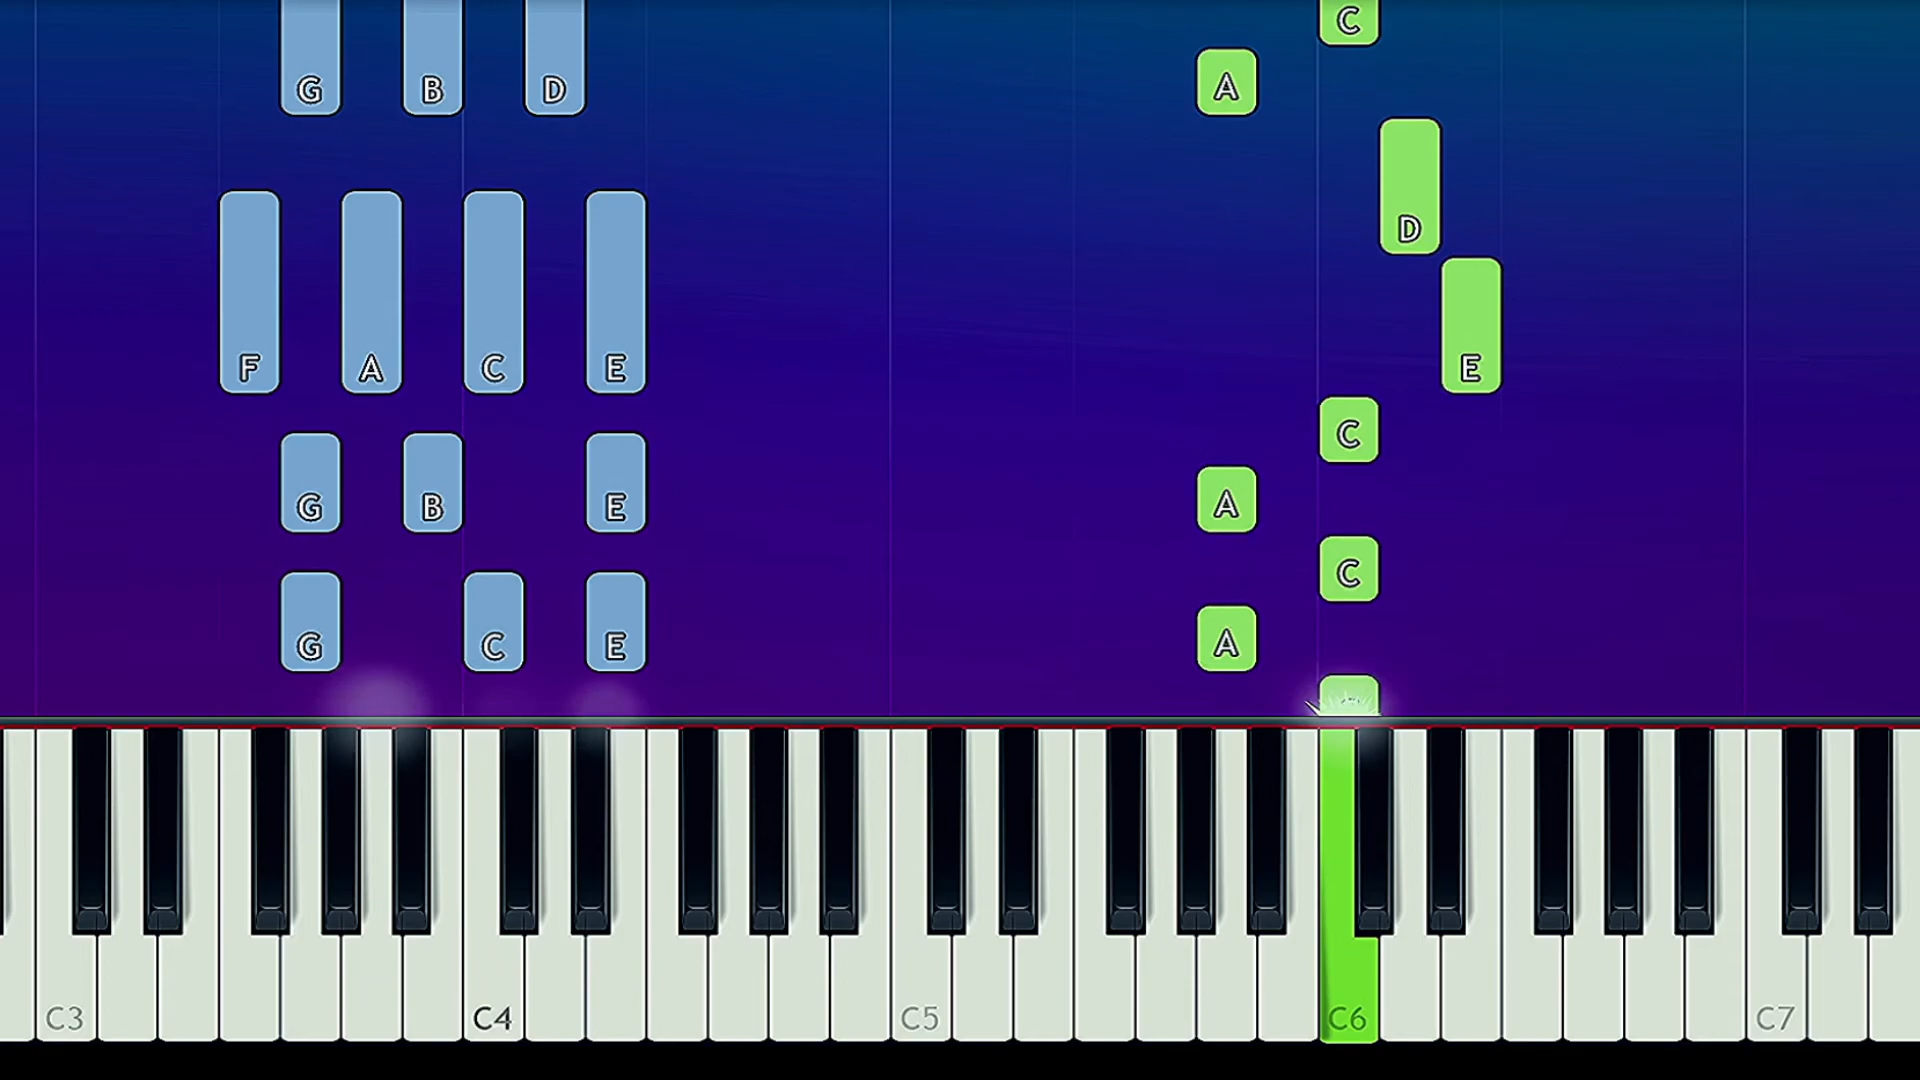 C
G B D A
D
F A C E E
C
G B E A
C
G C E A
C3 C4 C5 C6 C7